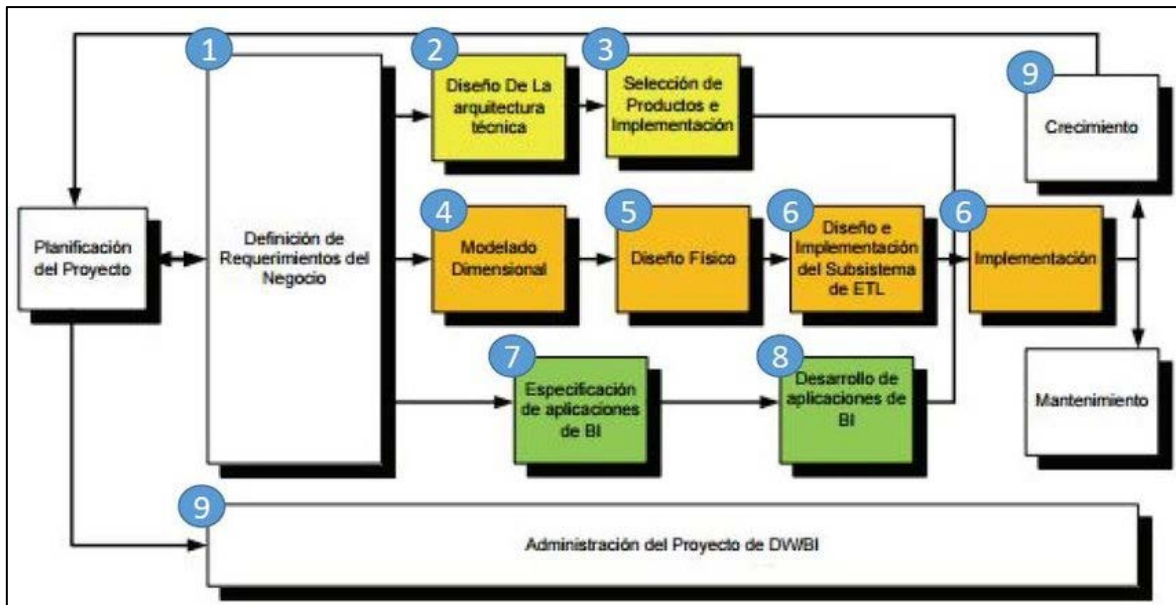 1
Definición de
Requerimientos del
Negocio
2
Diseño De La
arquitectura
técnica
3
Selección de
Productos e
Implementación
9
Crecimiento
Planificación
del Proyecto
4
Modelado
Dimensional
5
Diseño Físico
6
Diseño e
Implementación
del Subsistema
de ETL
6
Implementación
7
Especificación
de aplicaciones
de BI
8
Desarrollo de
aplicaciones de
BI
Mantenimiento
9
Administración del Proyecto de DW/BI